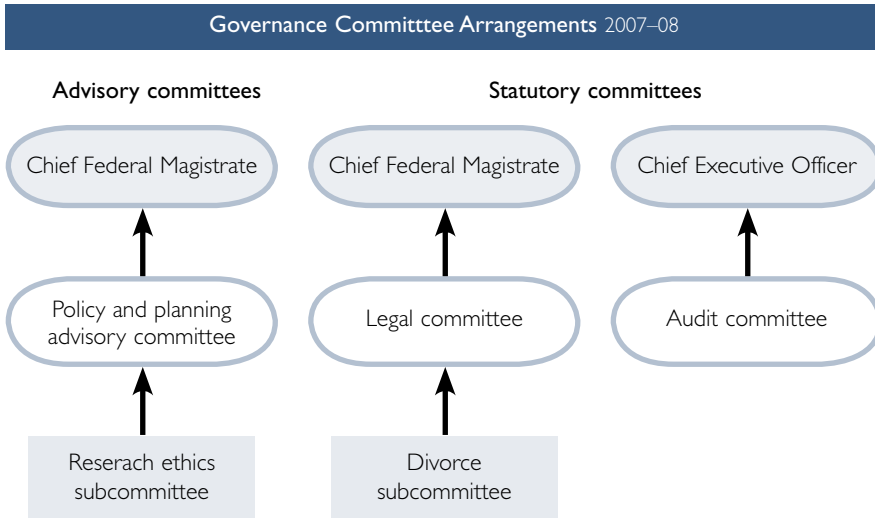 Governance Committtee Arrangements 2007–08
Advisory committees
Statutory committees
Chief Federal Magistrate
Chief Federal Magistrate
Chief Executive Officer
Policy and planning
advisory committee
Legal committee
Audit committee
Reserach ethics
subcommittee
Divorce
subcommittee